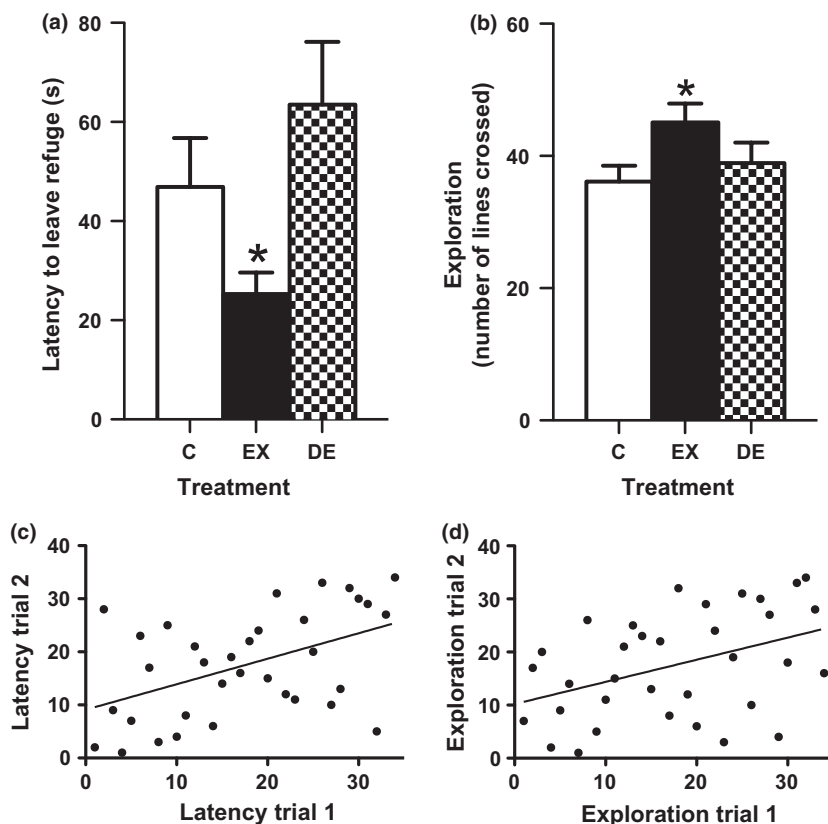 (a)
80
60
40
20
0
Latency to leave refuge (s)
*
C EX DE
Treatment
(b)
60
40
20
0
Exploration
(number of lines crossed)
*
C EX DE
Treatment
(c)
40
30
20
10
0
Latency trial 2
0 10 20 30
Latency trial 1
(d)
40
30
20
10
0
Exploration trial 2
0 10 20 30
Exploration trial 1